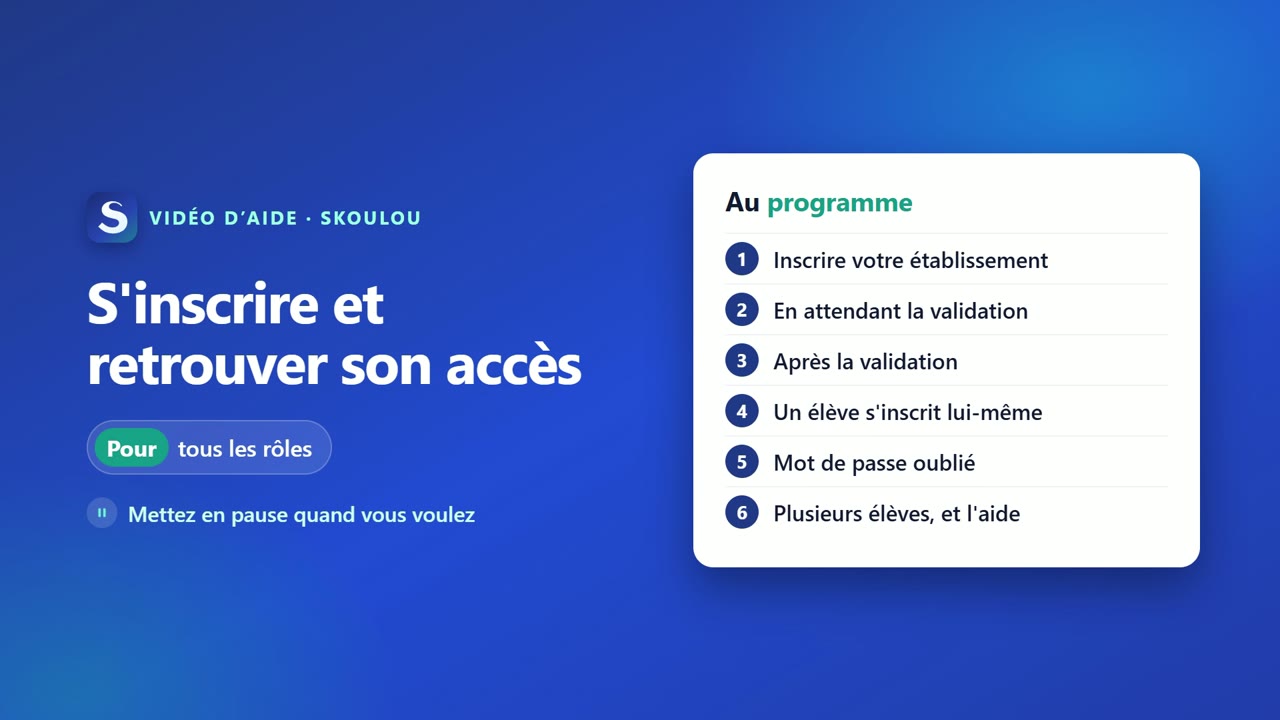 S
VIDÉO D’AIDE · SKOULOU
S'inscrire et
retrouver son accès
Pour tous les rôles
Mettez en pause quand vous voulez
Au programme
1 Inscrire votre établissement
2 En attendant la validation
3 Après la validation
4 Un élève s'inscrit lui-même
5 Mot de passe oublié
6 Plusieurs élèves, et l'aide